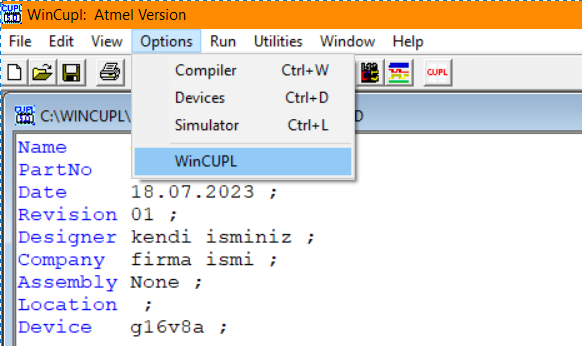 WinCupl: Atmel Version
File Edit View Options Run Utilities Window Help
CUPL
Compiler Ctrl+W
Devices Ctrl+D
Simulator Ctrl+L
WinCUPL
C:\WINCUPL\
D
Name
PartNo
Date 18.07.2023 ;
Revision 01 ;
Designer kendi isminiz ;
Company firma ismi ;
Assembly None ;
Location ;
Device g16v8a ;